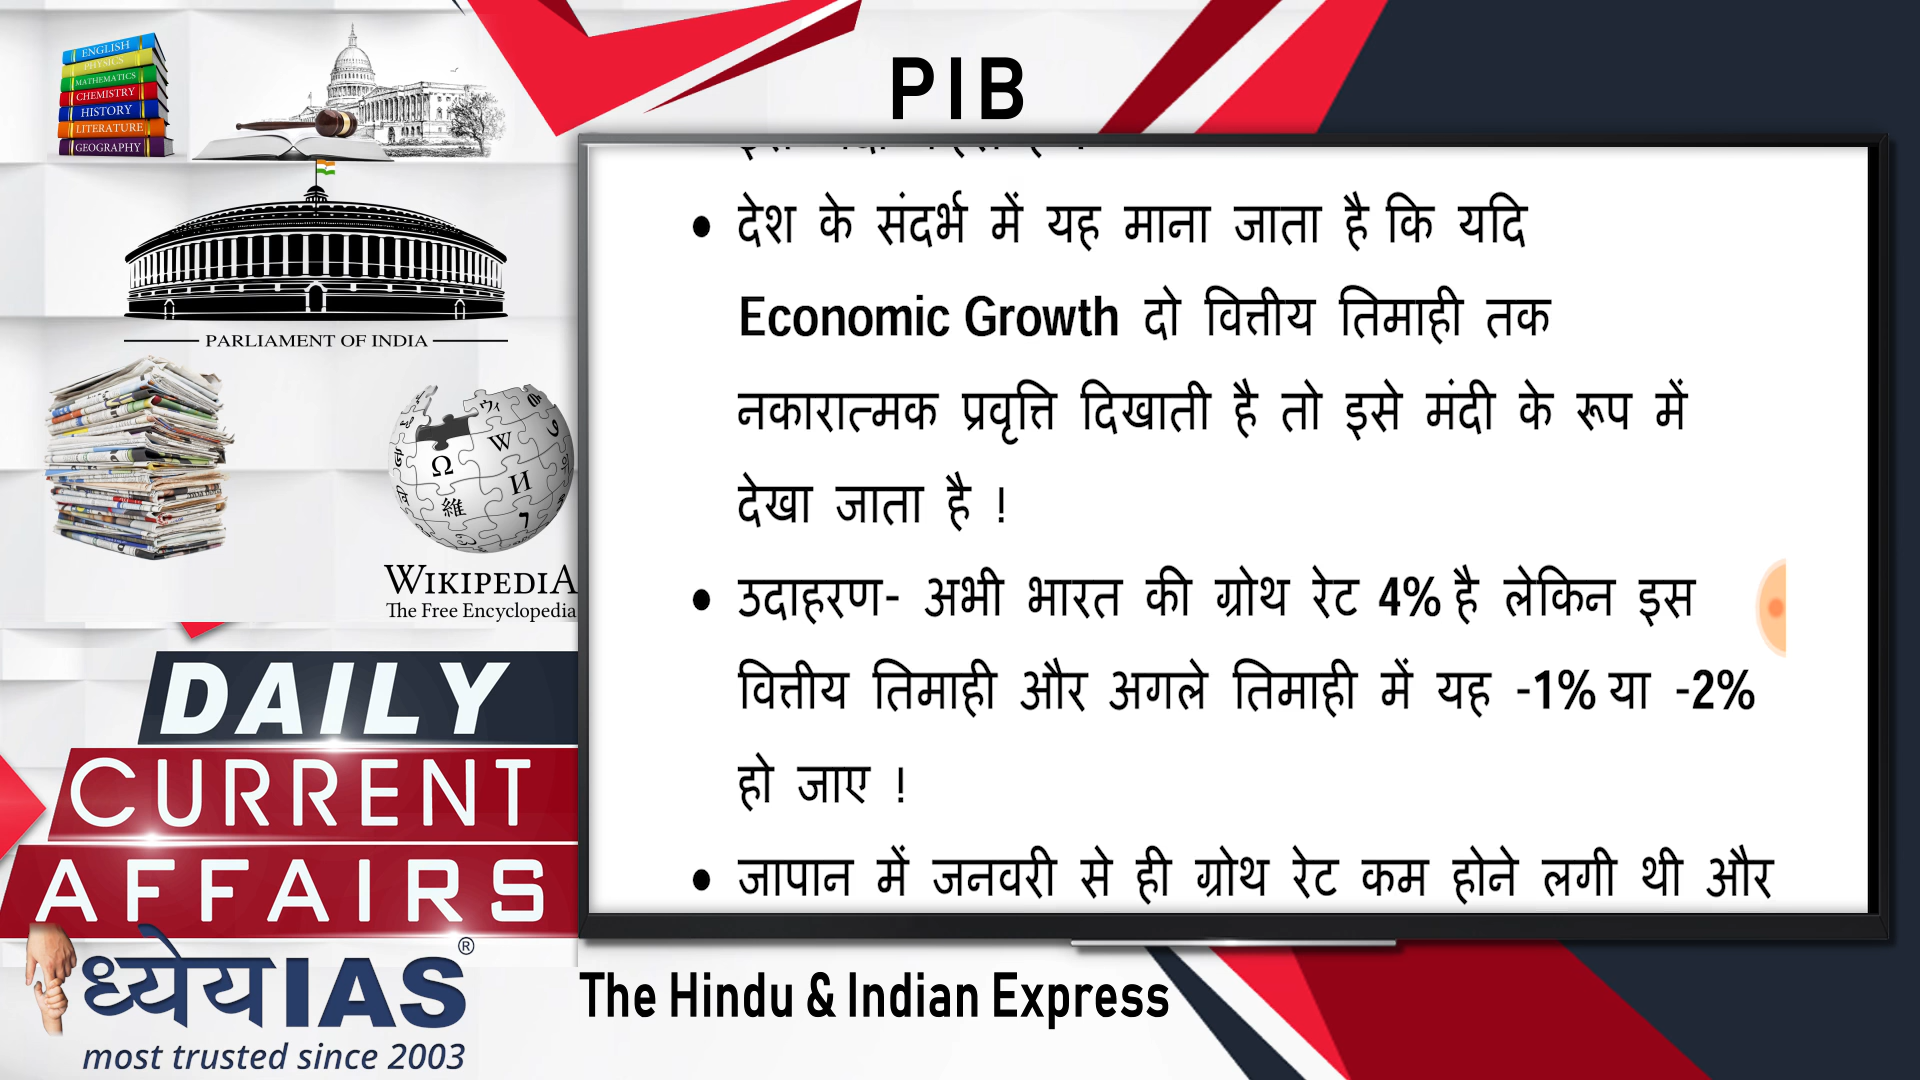 ENGLISH
PHYSICS
MATHEMATICS
CHEMISTRY
HISTORY
LITERATURE
GEOGRAPHY
PARLIAMENT OF INDIA
WIKIPEDIA
The Free Encyclopedia
DAILY
CURRENT
AFFAIRS
ध्येय IAS ®
most trusted since 2003
PIB
• देश के संदर्भ में यह माना जाता है कि यदि
Economic Growth दो वित्तीय तिमाही तक
नकारात्मक प्रवृत्ति दिखाती है तो इसे मंदी के रूप में
देखा जाता है !
• उदाहरण- अभी भारत की ग्रोथ रेट 4% है लेकिन इस
वित्तीय तिमाही और अगले तिमाही में यह -1% या -2%
हो जाए !
• जापान में जनवरी से ही ग्रोथ रेट कम होने लगी थी और
The Hindu & Indian Express